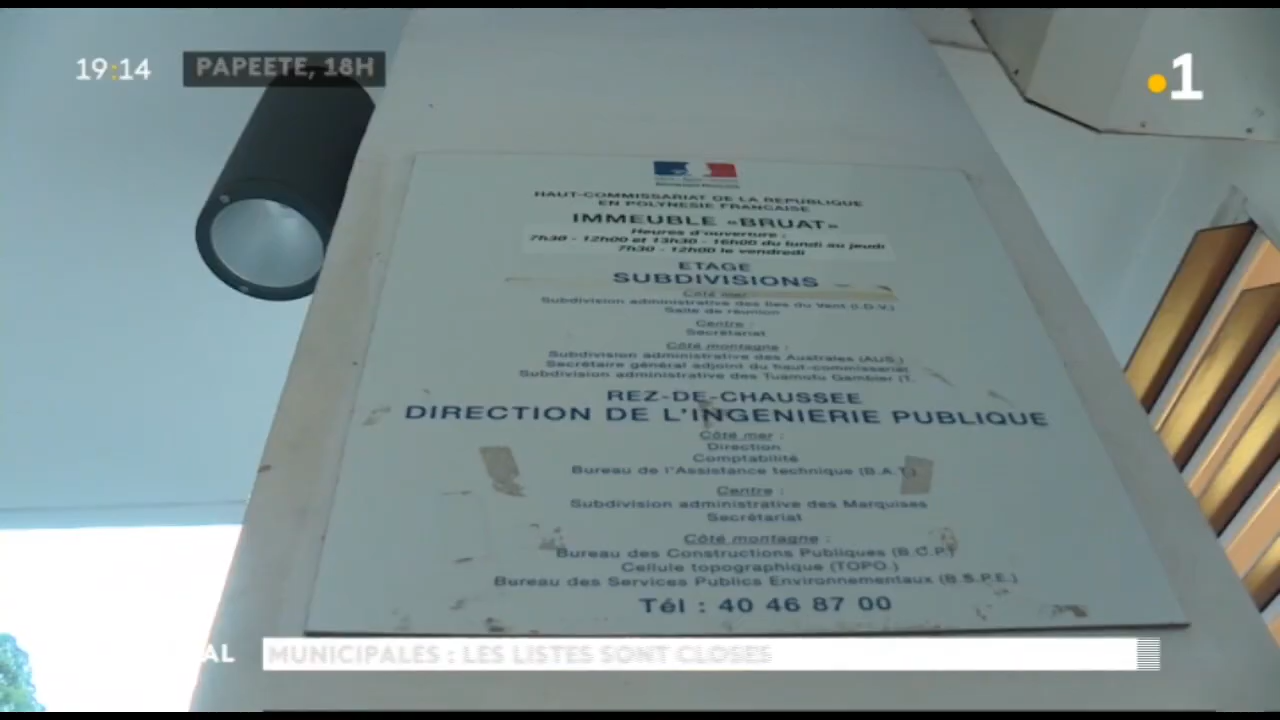 19:14
PAPEETE, 18H
1
HAUT-COMMISSARIAT DE LA REPUBLIQUE
EN POLYNESIE FRANCAISE
IMMEUBLE «BRUAT»
Heures d'ouverture :
7h30 - 12h00 et 13h30 - 16h00 du lundi au jeudi
7h30 - 12h00 le vendredi
ETAGE
SUBDIVISIONS
Côté mer
Subdivision administrative des Iles du Vent (I.D.V.)
Salle de réunion
Centre :
Secrétariat
Côté montagne :
Subdivision administrative des Australes (AUS.)
Secrétaire général adjoint du haut-commissariat
Subdivision administrative des Tuamotu Gambier (T.
REZ-DE-CHAUSSEE
DIRECTION DE L'INGENIERIE PUBLIQUE
Côté mer :
Direction
Comptabilité
Bureau de l'Assistance technique (B.A.T)
Centre :
Subdivision administrative des Marquises
Secrétariat
Côté montagne :
Bureau des Constructions Publiques (B.C.P)
Cellule topographique (TOPO.)
Bureau des Services Publics Environnementaux (B.S.P.E.)
Tél : 40 46 87 00
AL
MUNICIPALES : LES LISTES SONT CLOSES